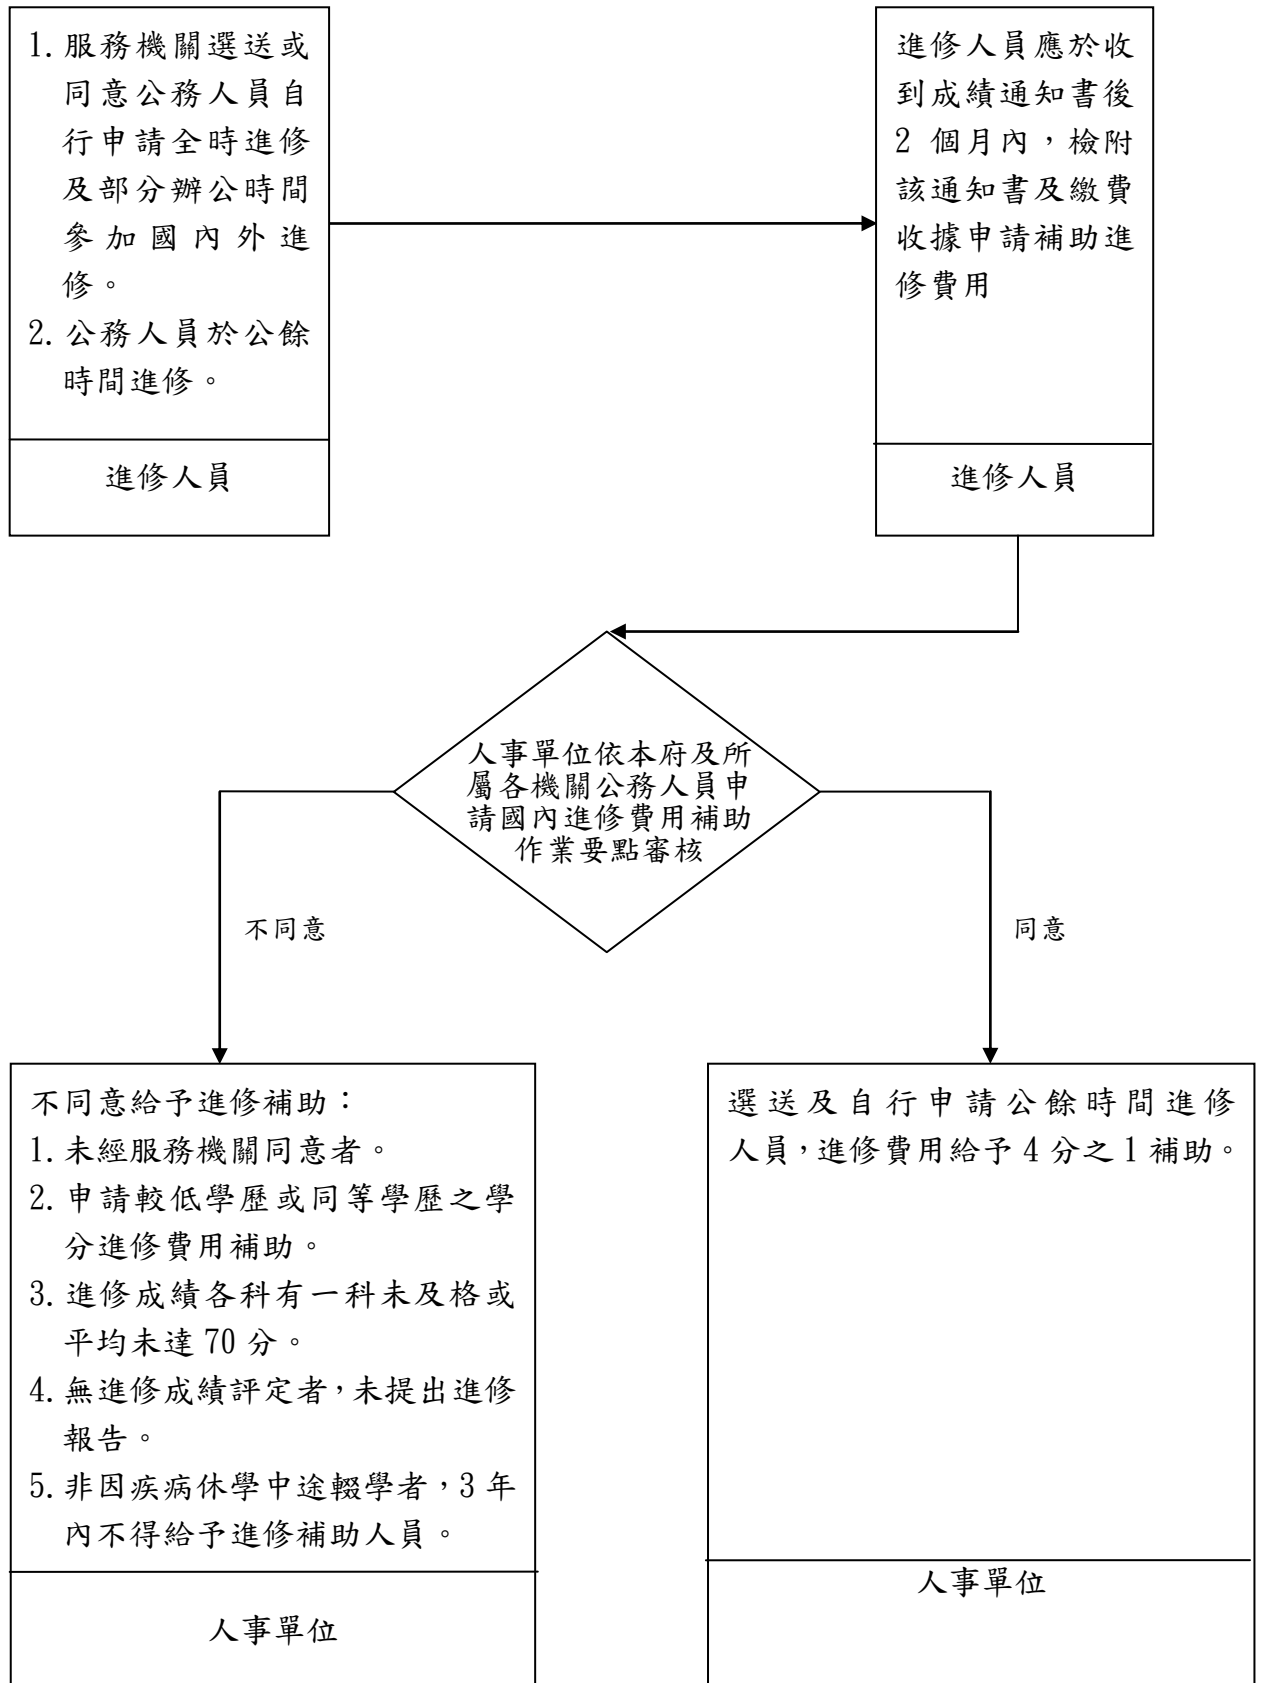 1. 服務機關選送或
同意公務人員自
行申請全時進修
及部分辦公時間
參加國內外進
修。
2. 公務人員於公餘
時間進修。
進修人員
進修人員應於收
到成績通知書後
2 個月內，檢附
該通知書及繳費
收據申請補助進
修費用
進修人員
人事單位依本府及所
屬各機關公務人員申
請國內進修費用補助
作業要點審核
不同意
同意
不同意給予進修補助：
1. 未經服務機關同意者。
2. 申請較低學歷或同等學歷之學
分進修費用補助。
3. 進修成績各科有一科未及格或
平均未達 70 分。
4. 無進修成績評定者，未提出進修
報告。
5. 非因疾病休學中途輟學者，3 年
內不得給予進修補助人員。
人事單位
選送及自行申請公餘時間進修
人員，進修費用給予 4 分之 1 補助。
人事單位